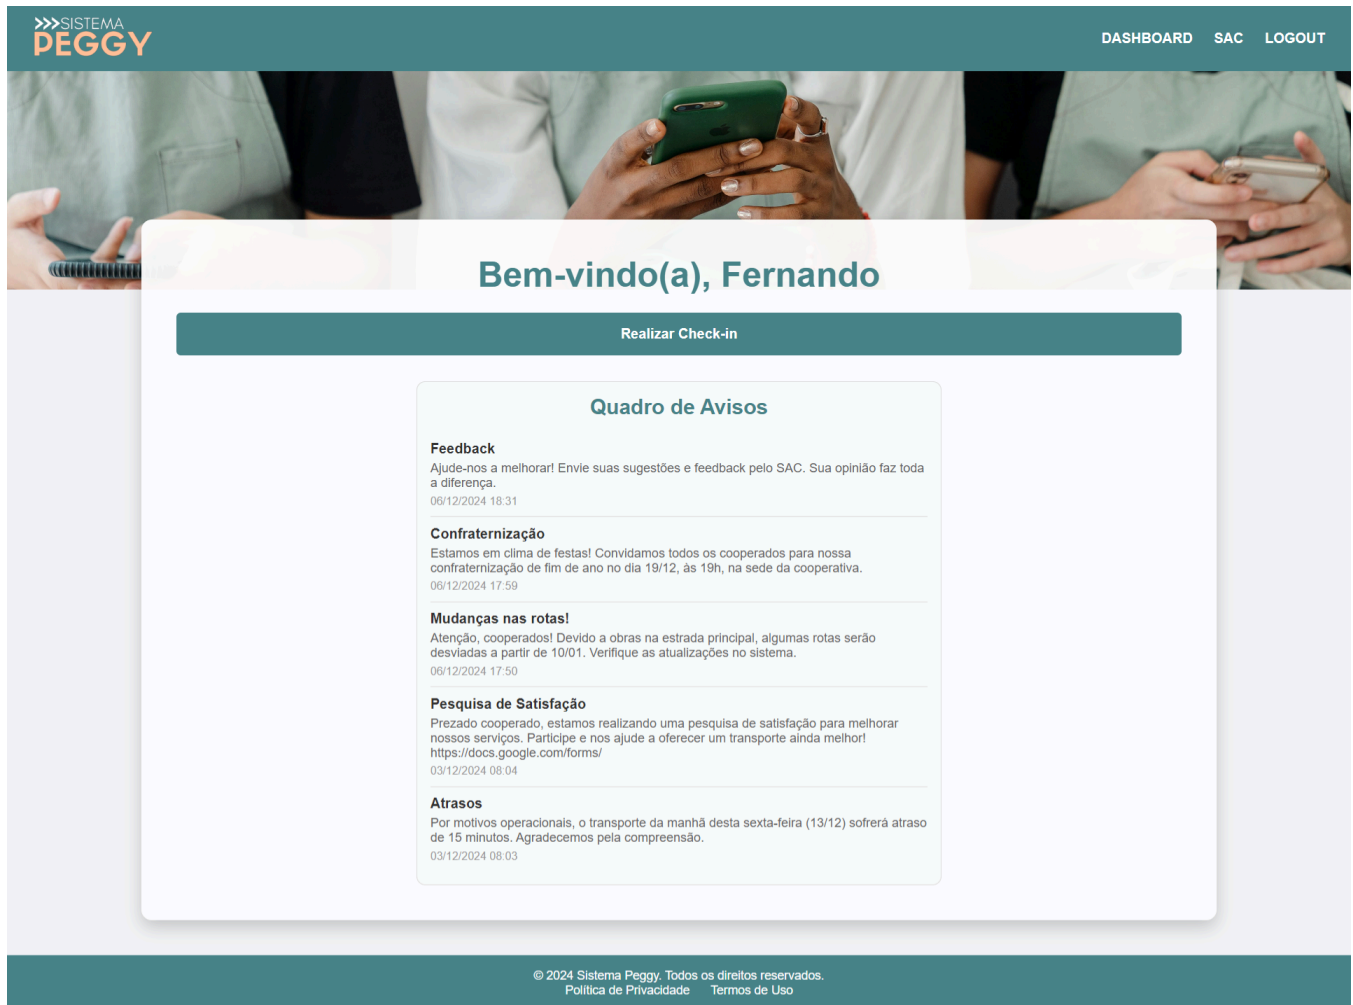 >>>SISTEMA
PEGGY
DASHBOARD SAC LOGOUT
Bem-vindo(a), Fernando
Realizar Check-in
Quadro de Avisos
Feedback
Ajude-nos a melhorar! Envie suas sugestões e feedback pelo SAC. Sua opinião faz toda
a diferença.
06/12/2024 18:31
Confraternização
Estamos em clima de festas! Convidamos todos os cooperados para nossa
confraternização de fim de ano no dia 19/12, às 19h, na sede da cooperativa.
06/12/2024 17:59
Mudanças nas rotas!
Atenção, cooperados! Devido a obras na estrada principal, algumas rotas serão
desviadas a partir de 10/01. Verifique as atualizações no sistema.
06/12/2024 17:50
Pesquisa de Satisfação
Prezado cooperado, estamos realizando uma pesquisa de satisfação para melhorar
nossos serviços. Participe e nos ajude a oferecer um transporte ainda melhor!
https://docs.google.com/forms/
03/12/2024 08:04
Atrasos
Por motivos operacionais, o transporte da manhã desta sexta-feira (13/12) sofrerá atraso
de 15 minutos. Agradecemos pela compreensão.
03/12/2024 08:03
© 2024 Sistema Peggy. Todos os direitos reservados.
Política de Privacidade Termos de Uso